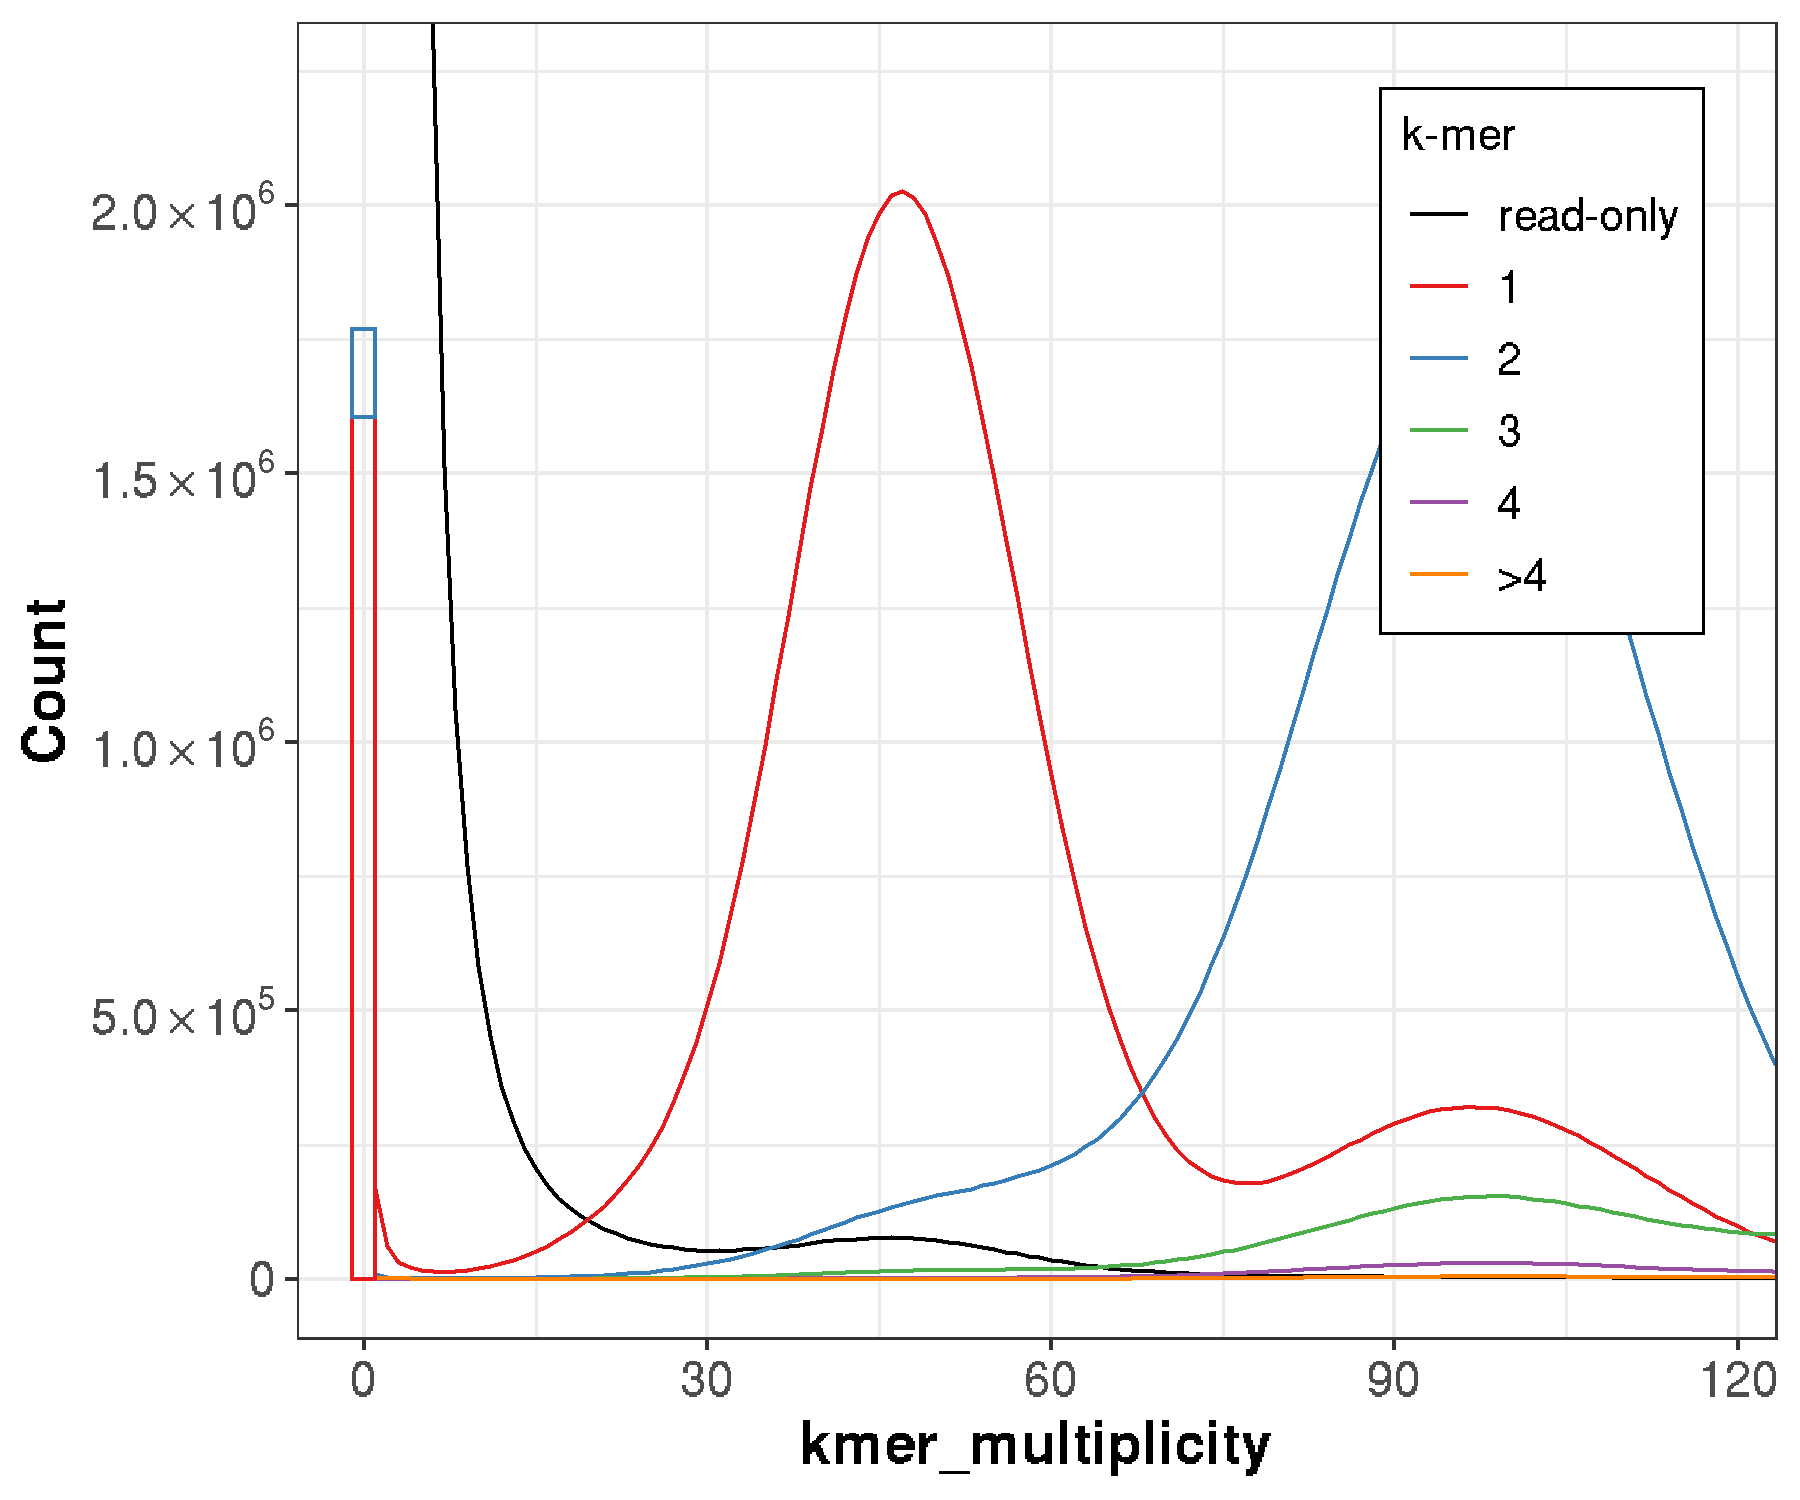 k-mer
read-only
1
2
3
4
>4
2.0×10⁶
1.5×10⁶
1.0×10⁶
5.0×10⁵
0
Count
0 30 60 90 120
kmer_multiplicity